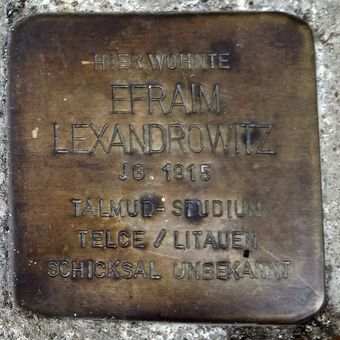 HIER WOHNTE
EFRAIM
LEXANDROWITZ
JG. 1915
TALMUD-STUDIUM
TELCE / LITAUEN
SCHICKSAL UNBEKANNT